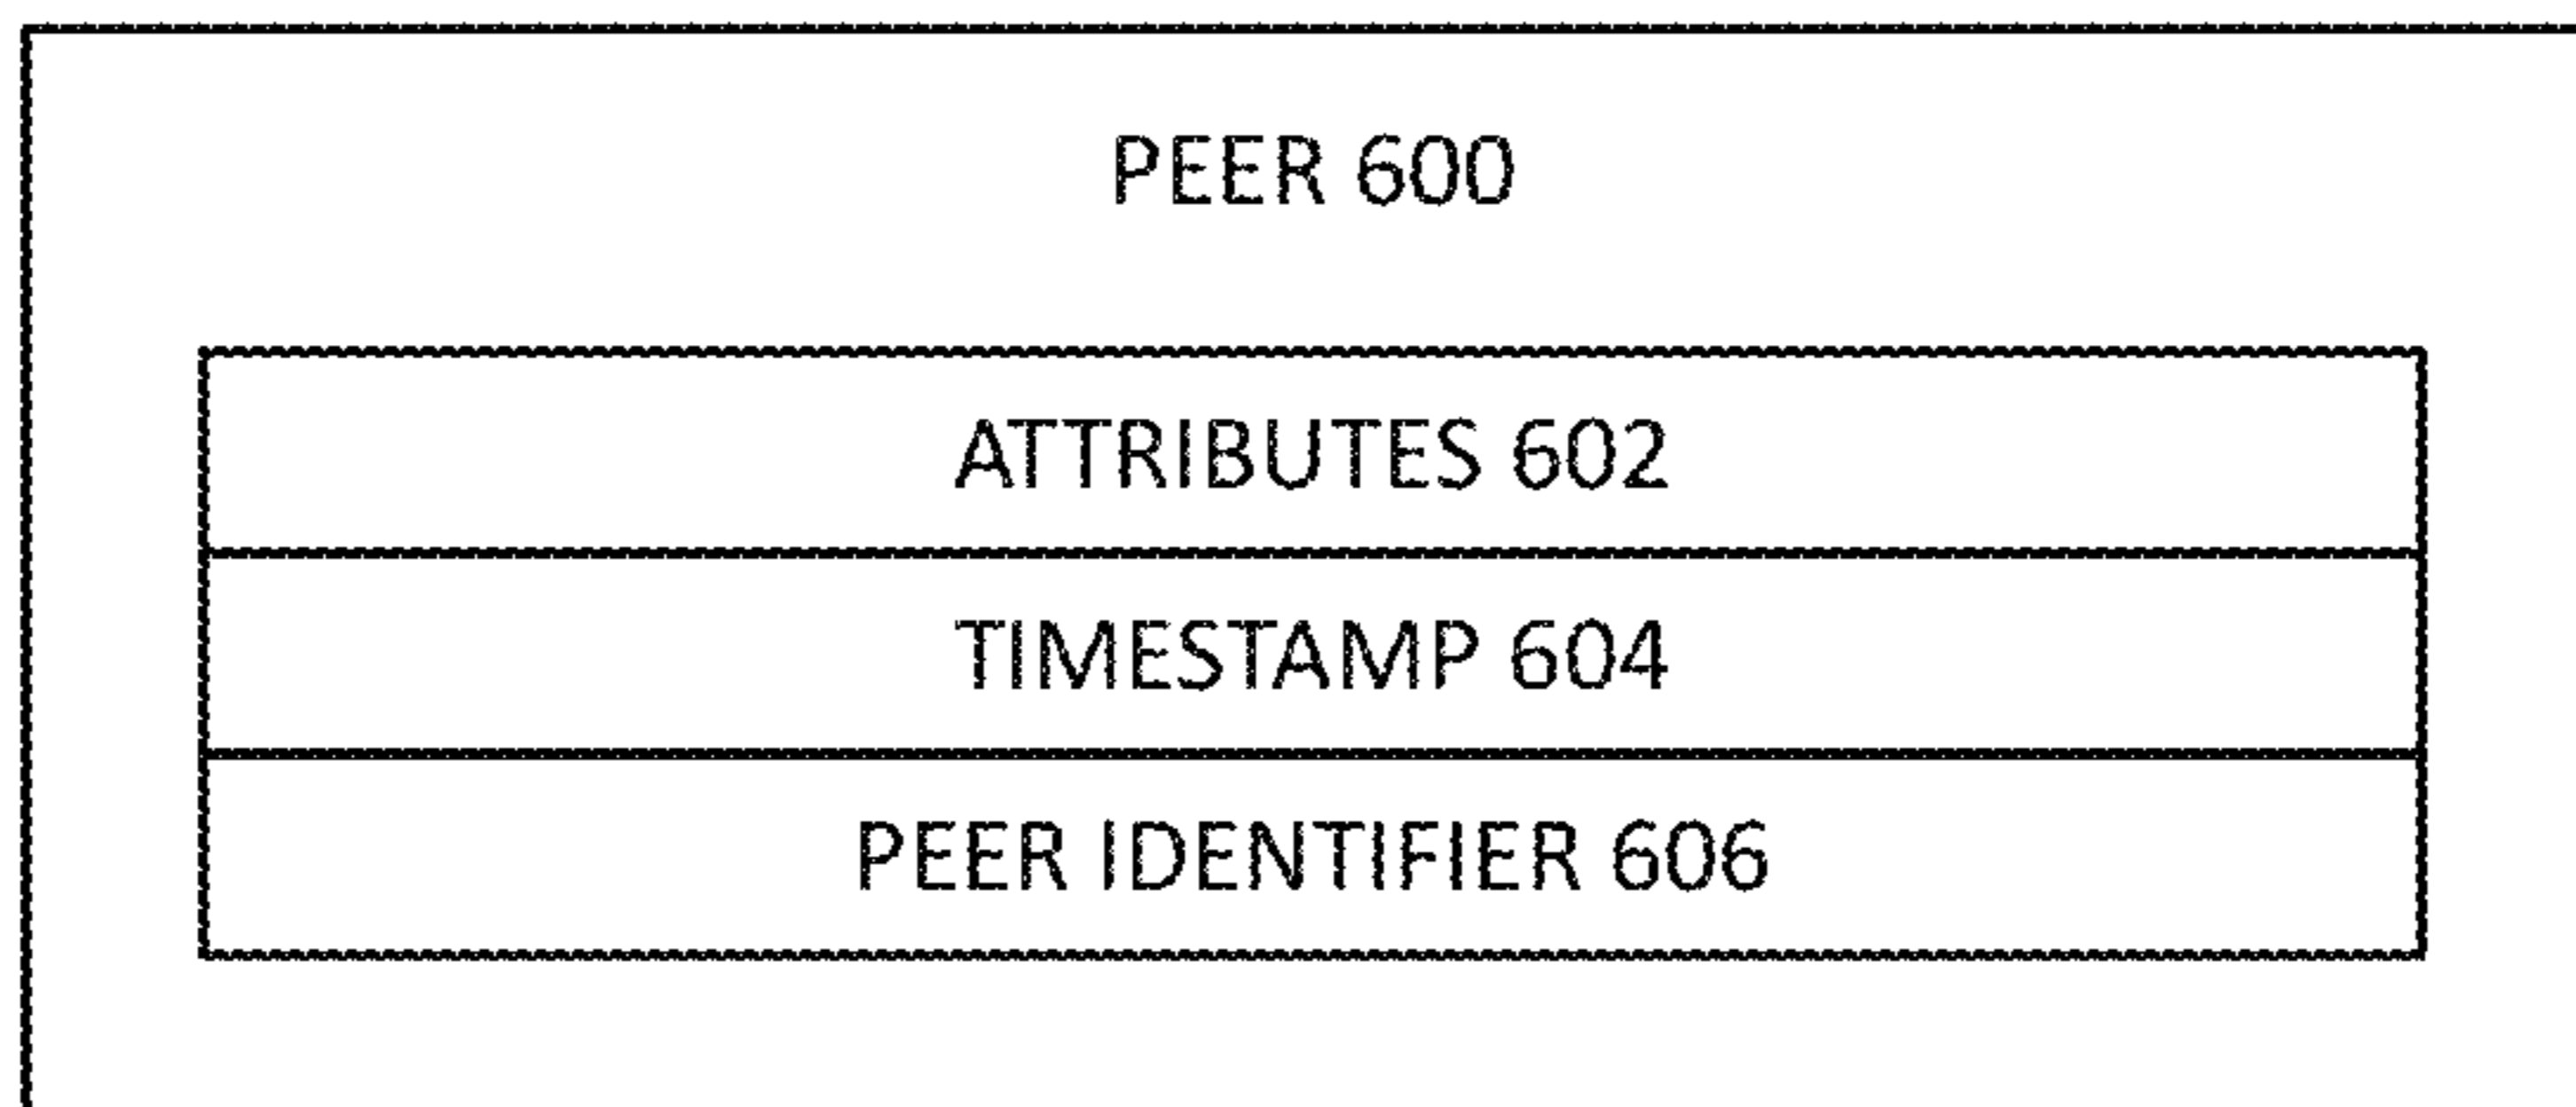 PEER 600
ATTRIBUTES 602
TIMESTAMP 604
PEER IDENTIFIER 606